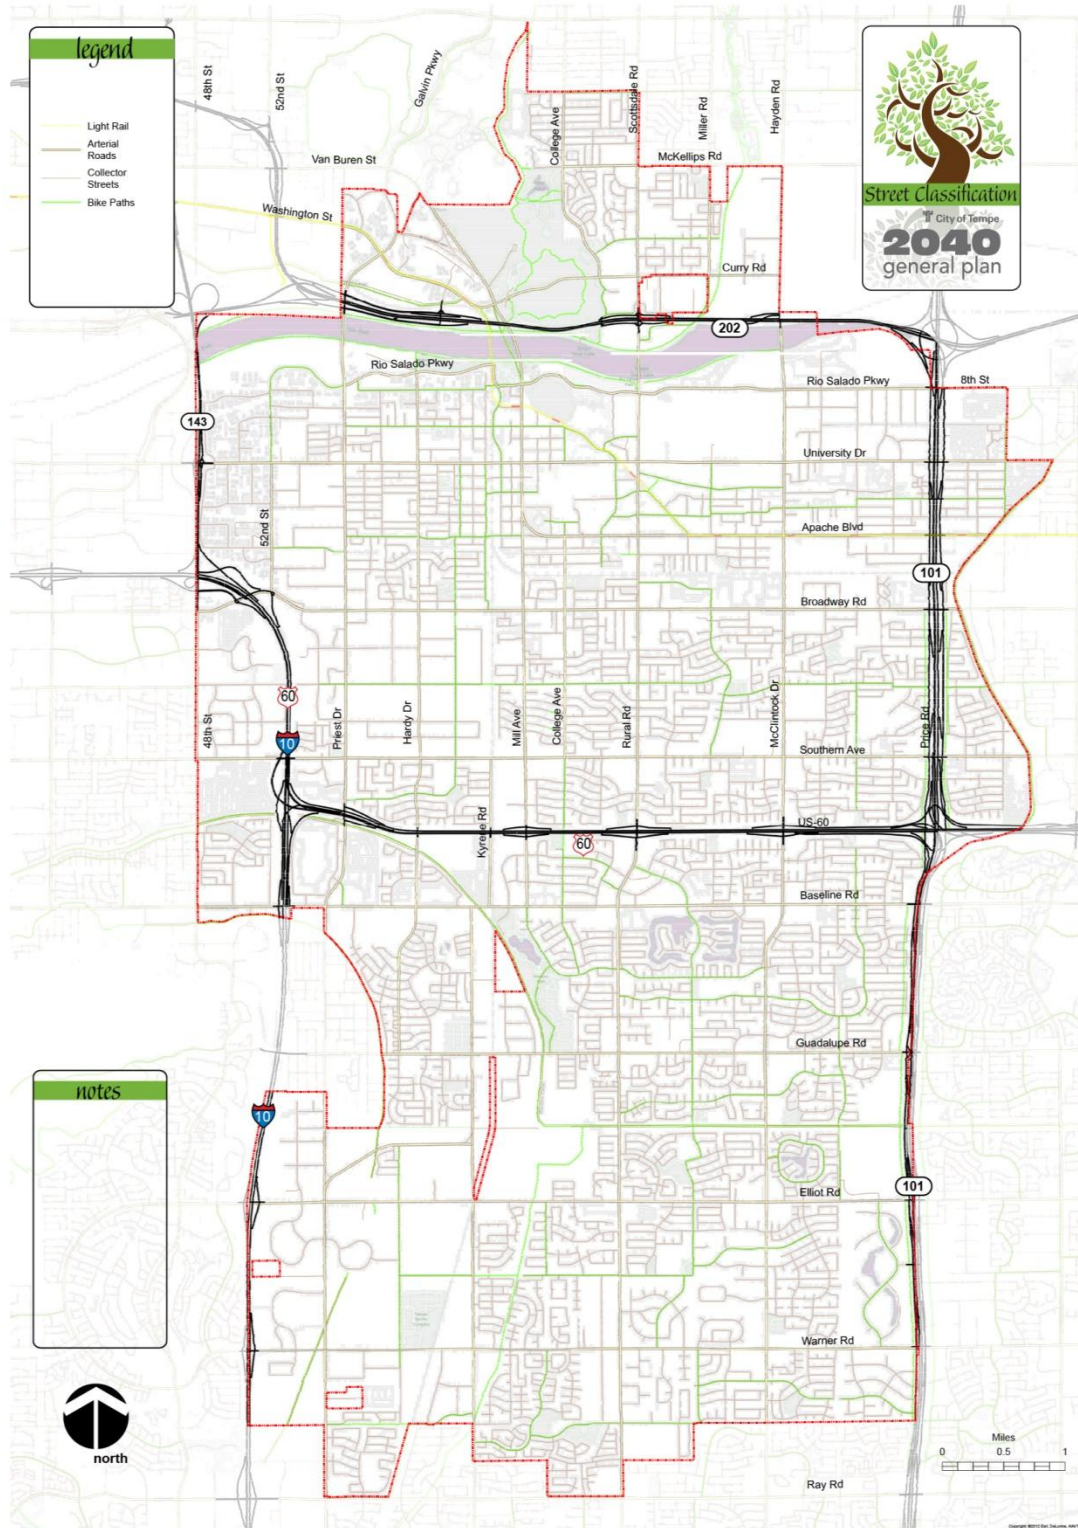 legend
Light Rail
Arterial
Roads
Collector
Streets
Bike Paths
Street Classification
City of Tempe
2040
general plan
48th St
52nd St
Galvin Pkwy
College Ave
Scottsdale Rd
Miller Rd
Hayden Rd
Van Buren St
McKellips Rd
Washington St
Curry Rd
202
Rio Salado Pkwy
Rio Salado Pkwy
8th St
143
University Dr
52nd St
Apache Blvd
101
Broadway Rd
60
10
48th St
Priest Dr
Hardy Dr
Mill Ave
College Ave
Rural Rd
McClintock Dr
Price Rd
Southern Ave
Kyrene Rd
US-60
60
Baseline Rd
Guadalupe Rd
notes
10
Elliot Rd
101
Warner Rd
north
Miles
0 0.5 1
Ray Rd